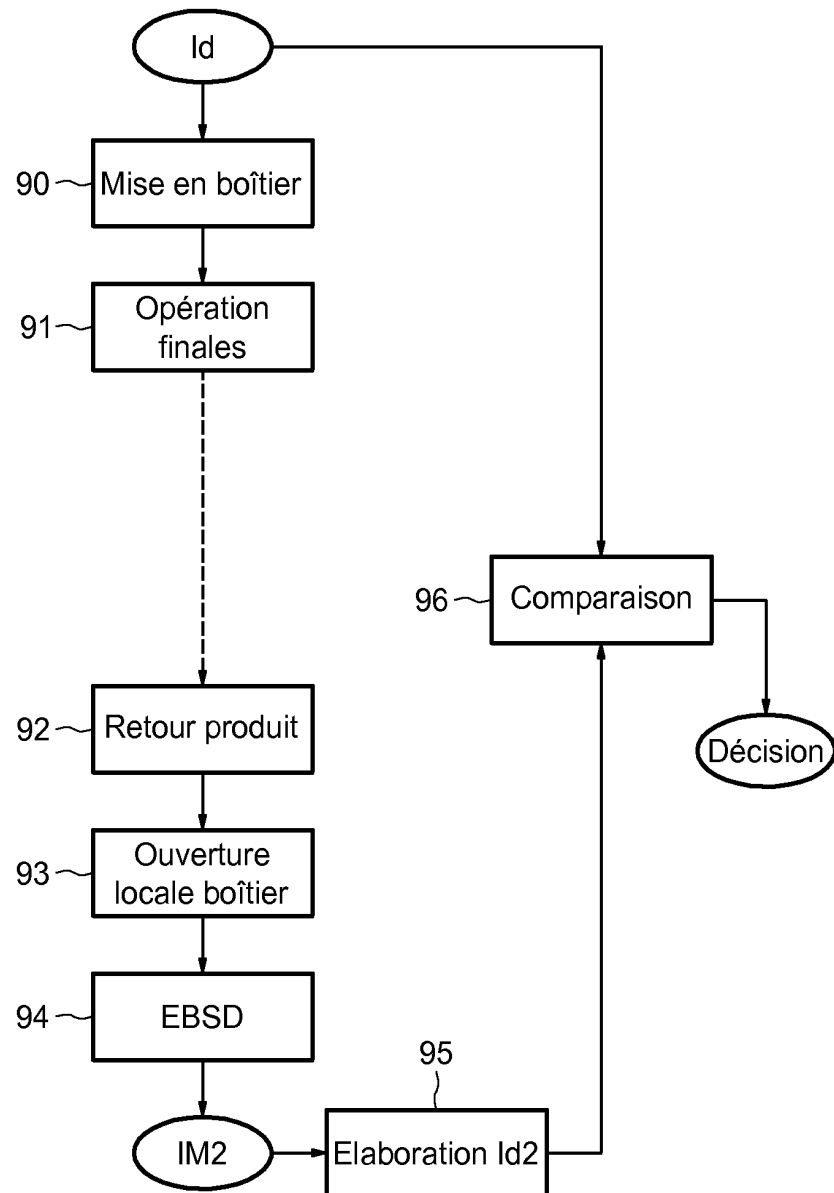 Id
90
Mise en boîtier
91
Opération
finales
96
Comparaison
92
Retour produit
Décision
93
Ouverture
locale boîtier
94
EBSD
95
IM2
Elaboration Id2